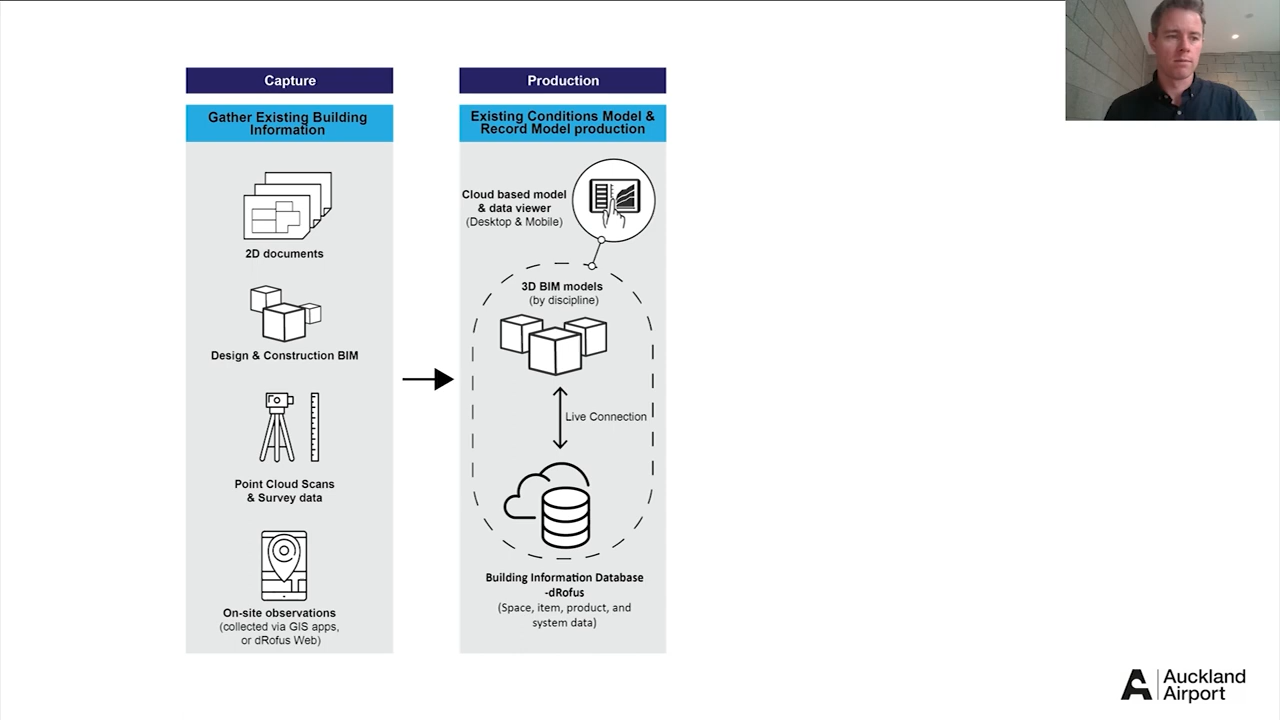 Capture
Gather Existing Building
Information
2D documents
Design & Construction BIM
Point Cloud Scans
& Survey data
On-site observations
(collected via GIS apps,
or dRofus Web)
Production
Existing Conditions Model &
Record Model production
Cloud based model
& data viewer
(Desktop & Mobile)
3D BIM models
(by discipline)
Live Connection
Building Information Database
-dRofus
(Space, item, product, and
system data)
Auckland
Airport